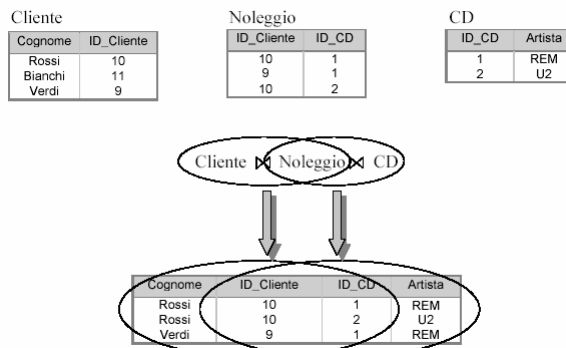 Cliente
Noleggio
CD
Cognome ID_Cliente
Rossi 10
Bianchi 11
Verdi 9
ID_Cliente ID_CD
10 1
9 1
10 2
ID_CD Artista
1 REM
2 U2
Cliente ⋈ Noleggio ⋈ CD
Cognome ID_Cliente ID_CD Artista
Rossi 10 1 REM
Rossi 10 2 U2
Verdi 9 1 REM